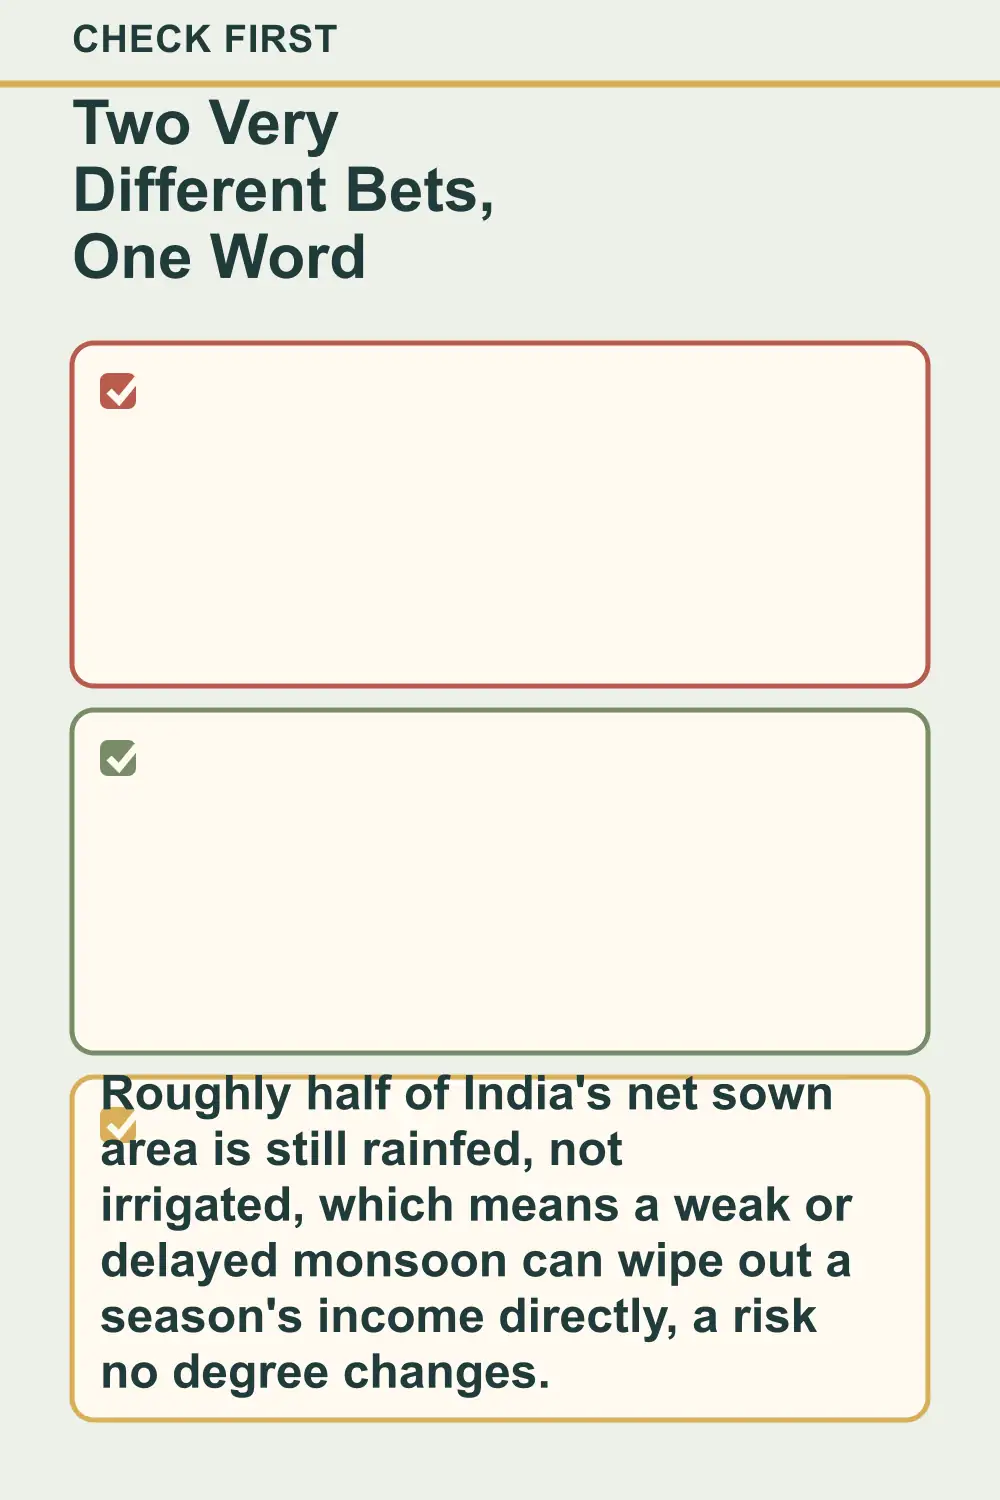 CHECK FIRST
Two Very
Different Bets,
One Word
Roughly half of India's net sown
area is still rainfed, not
irrigated, which means a weak or
delayed monsoon can wipe out a
season's income directly, a risk
no degree changes.